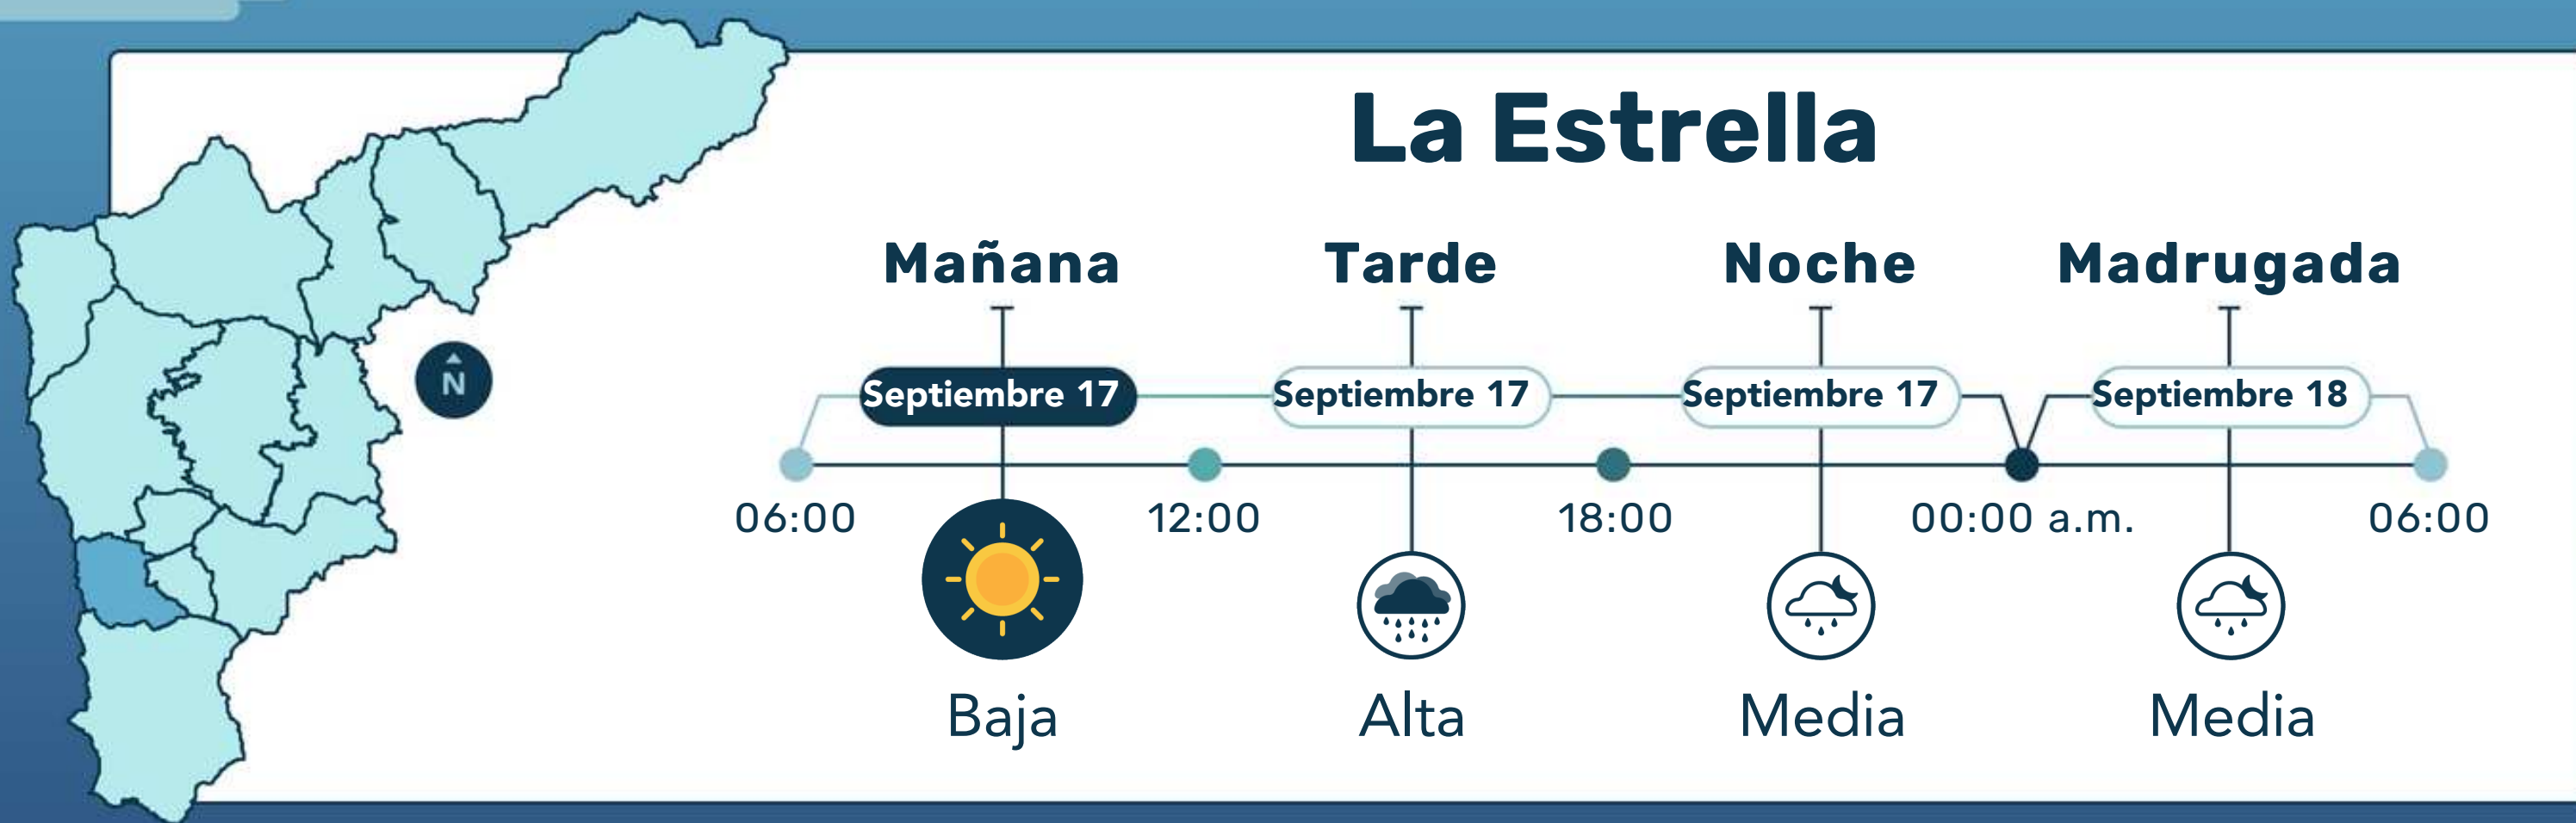 La Estrella
Mañana Tarde Noche Madrugada
N
Septiembre 17 Septiembre 17 Septiembre 17 Septiembre 18
06:00 12:00 18:00 00:00 a.m. 06:00
Baja Alta Media Media